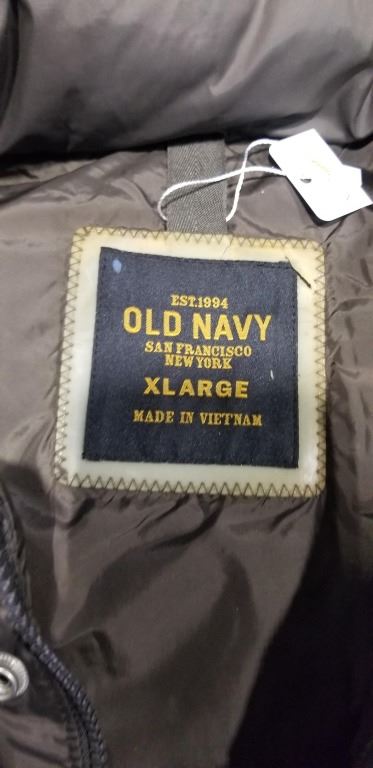 EST.1994
OLD NAVY
SAN FRANCISCO
NEW YORK
XLARGE
MADE IN VIETNAM